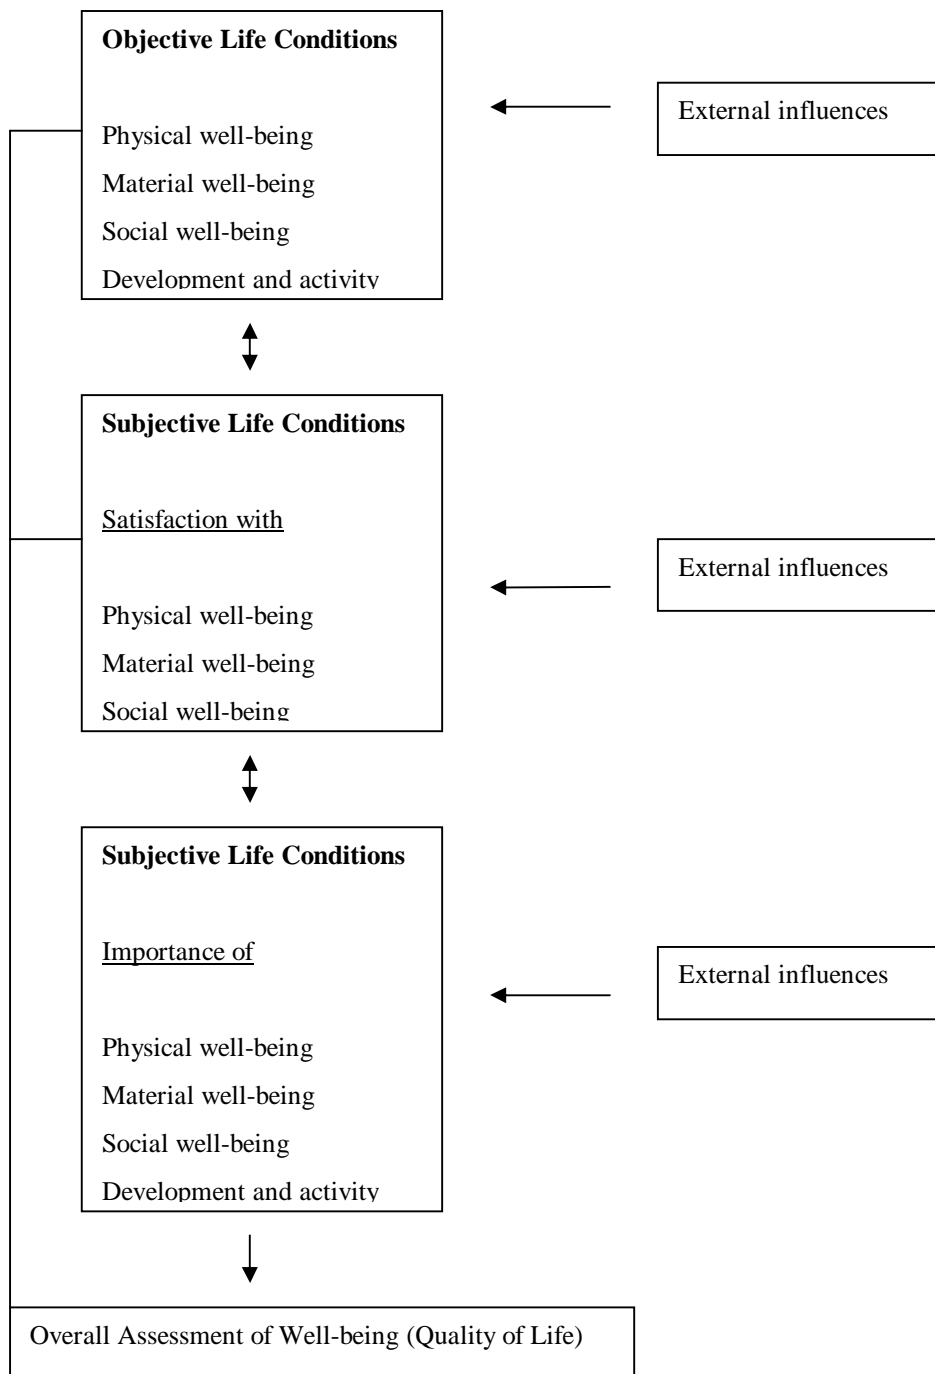 Objective Life Conditions
External influences
Physical well-being
Material well-being
Social well-being
Development and activity
Subjective Life Conditions
Satisfaction with
External influences
Physical well-being
Material well-being
Social well-being
Subjective Life Conditions
Importance of
External influences
Physical well-being
Material well-being
Social well-being
Development and activity
Overall Assessment of Well-being (Quality of Life)